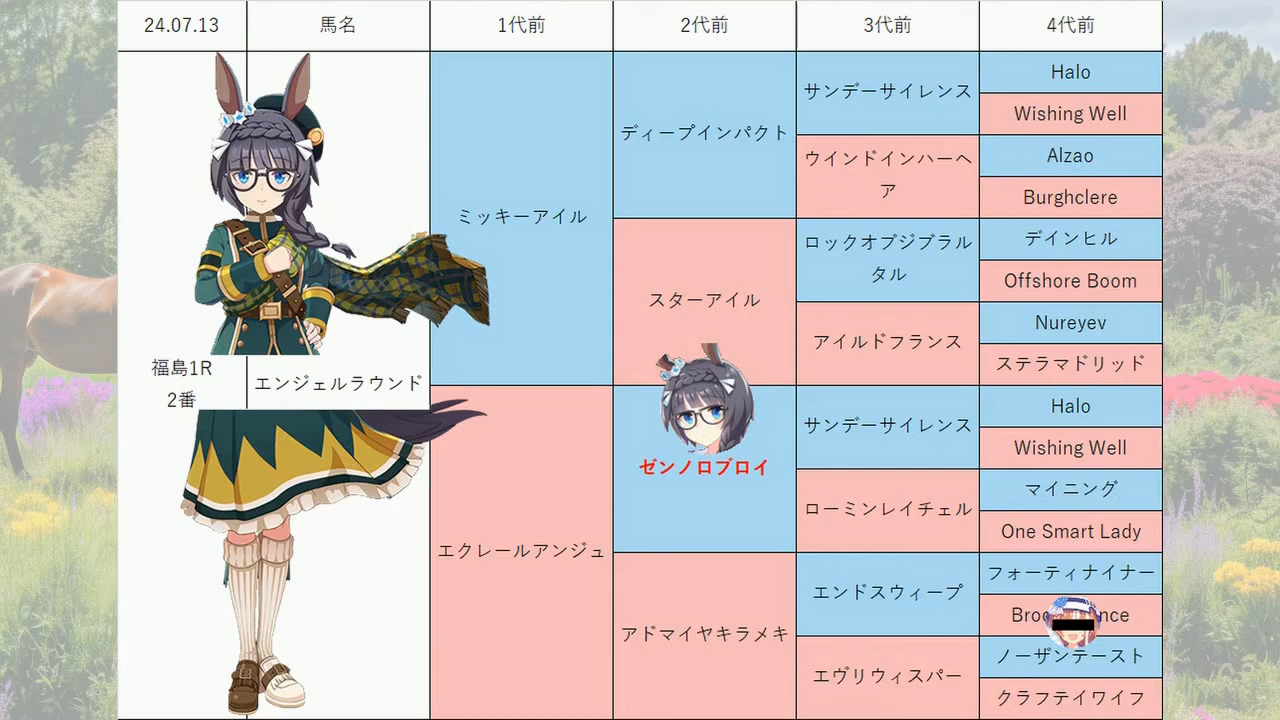 24.07.13
馬名
1代前
2代前
3代前
4代前
福島1R
2番
エンジェルラウンド
ミッキーアイル
エクレールアンジュ
ディープインパクト
スターアイル
ゼンノロブロイ
アドマイヤキラメキ
サンデーサイレンス
ウインドインハーヘ
ア
ロックオブジブラル
タル
アイルドフランス
サンデーサイレンス
ローミンレイチェル
エンドスウィープ
エヴリウィスパー
Halo
Wishing Well
Alzao
Burghclere
デインヒル
Offshore Boom
Nureyev
ステラマドリッド
Halo
Wishing Well
マイニング
One Smart Lady
フォーティナイナー
ノーザンテースト
クラフテイワイフ